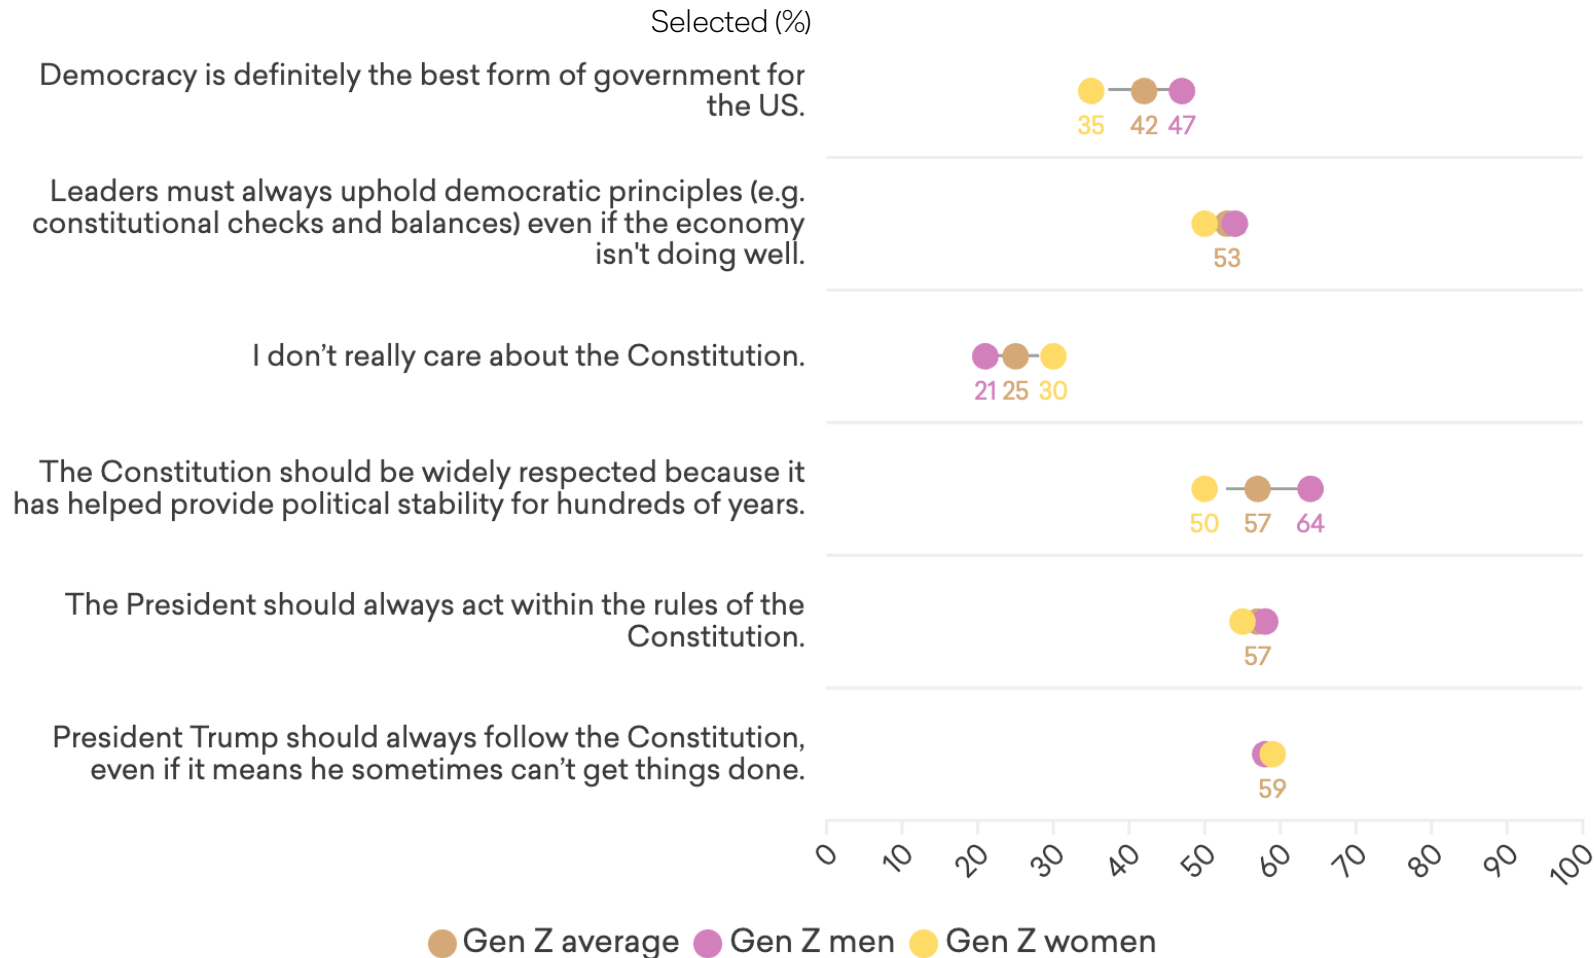 Selected (%)
Democracy is definitely the best form of government for
the US.
35 42 47
Leaders must always uphold democratic principles (e.g.
constitutional checks and balances) even if the economy
isn't doing well.
53
I don’t really care about the Constitution.
21 25 30
The Constitution should be widely respected because it
has helped provide political stability for hundreds of years.
50 57 64
The President should always act within the rules of the
Constitution.
57
President Trump should always follow the Constitution,
even if it means he sometimes can’t get things done.
59
0 10 20 30 40 50 60 70 80 90 100
Gen Z average Gen Z men Gen Z women